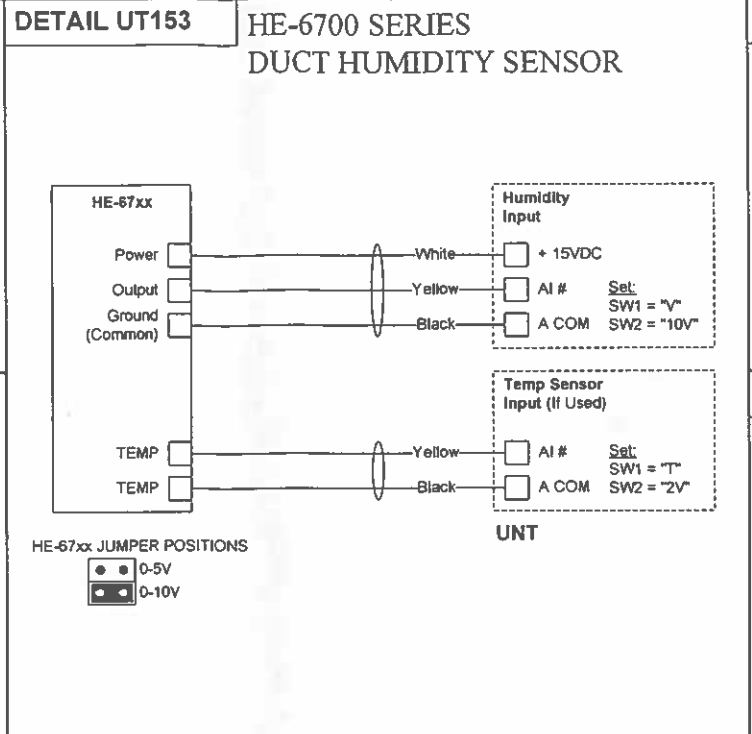 DETAIL UT153
HE-6700 SERIES
DUCT HUMIDITY SENSOR
HE-67xx
Power
Output
Ground
(Common)
TEMP
TEMP
White
Yellow
Black
Yellow
Black
Humidity
Input
+ 15VDC
AI #
A COM
Set:
SW1 = "V"
SW2 = "10V"
Temp Sensor
Input (If Used)
AI #
A COM
Set:
SW1 = "T"
SW2 = "2V"
UNT
HE-67xx JUMPER POSITIONS
0-5V
0-10V